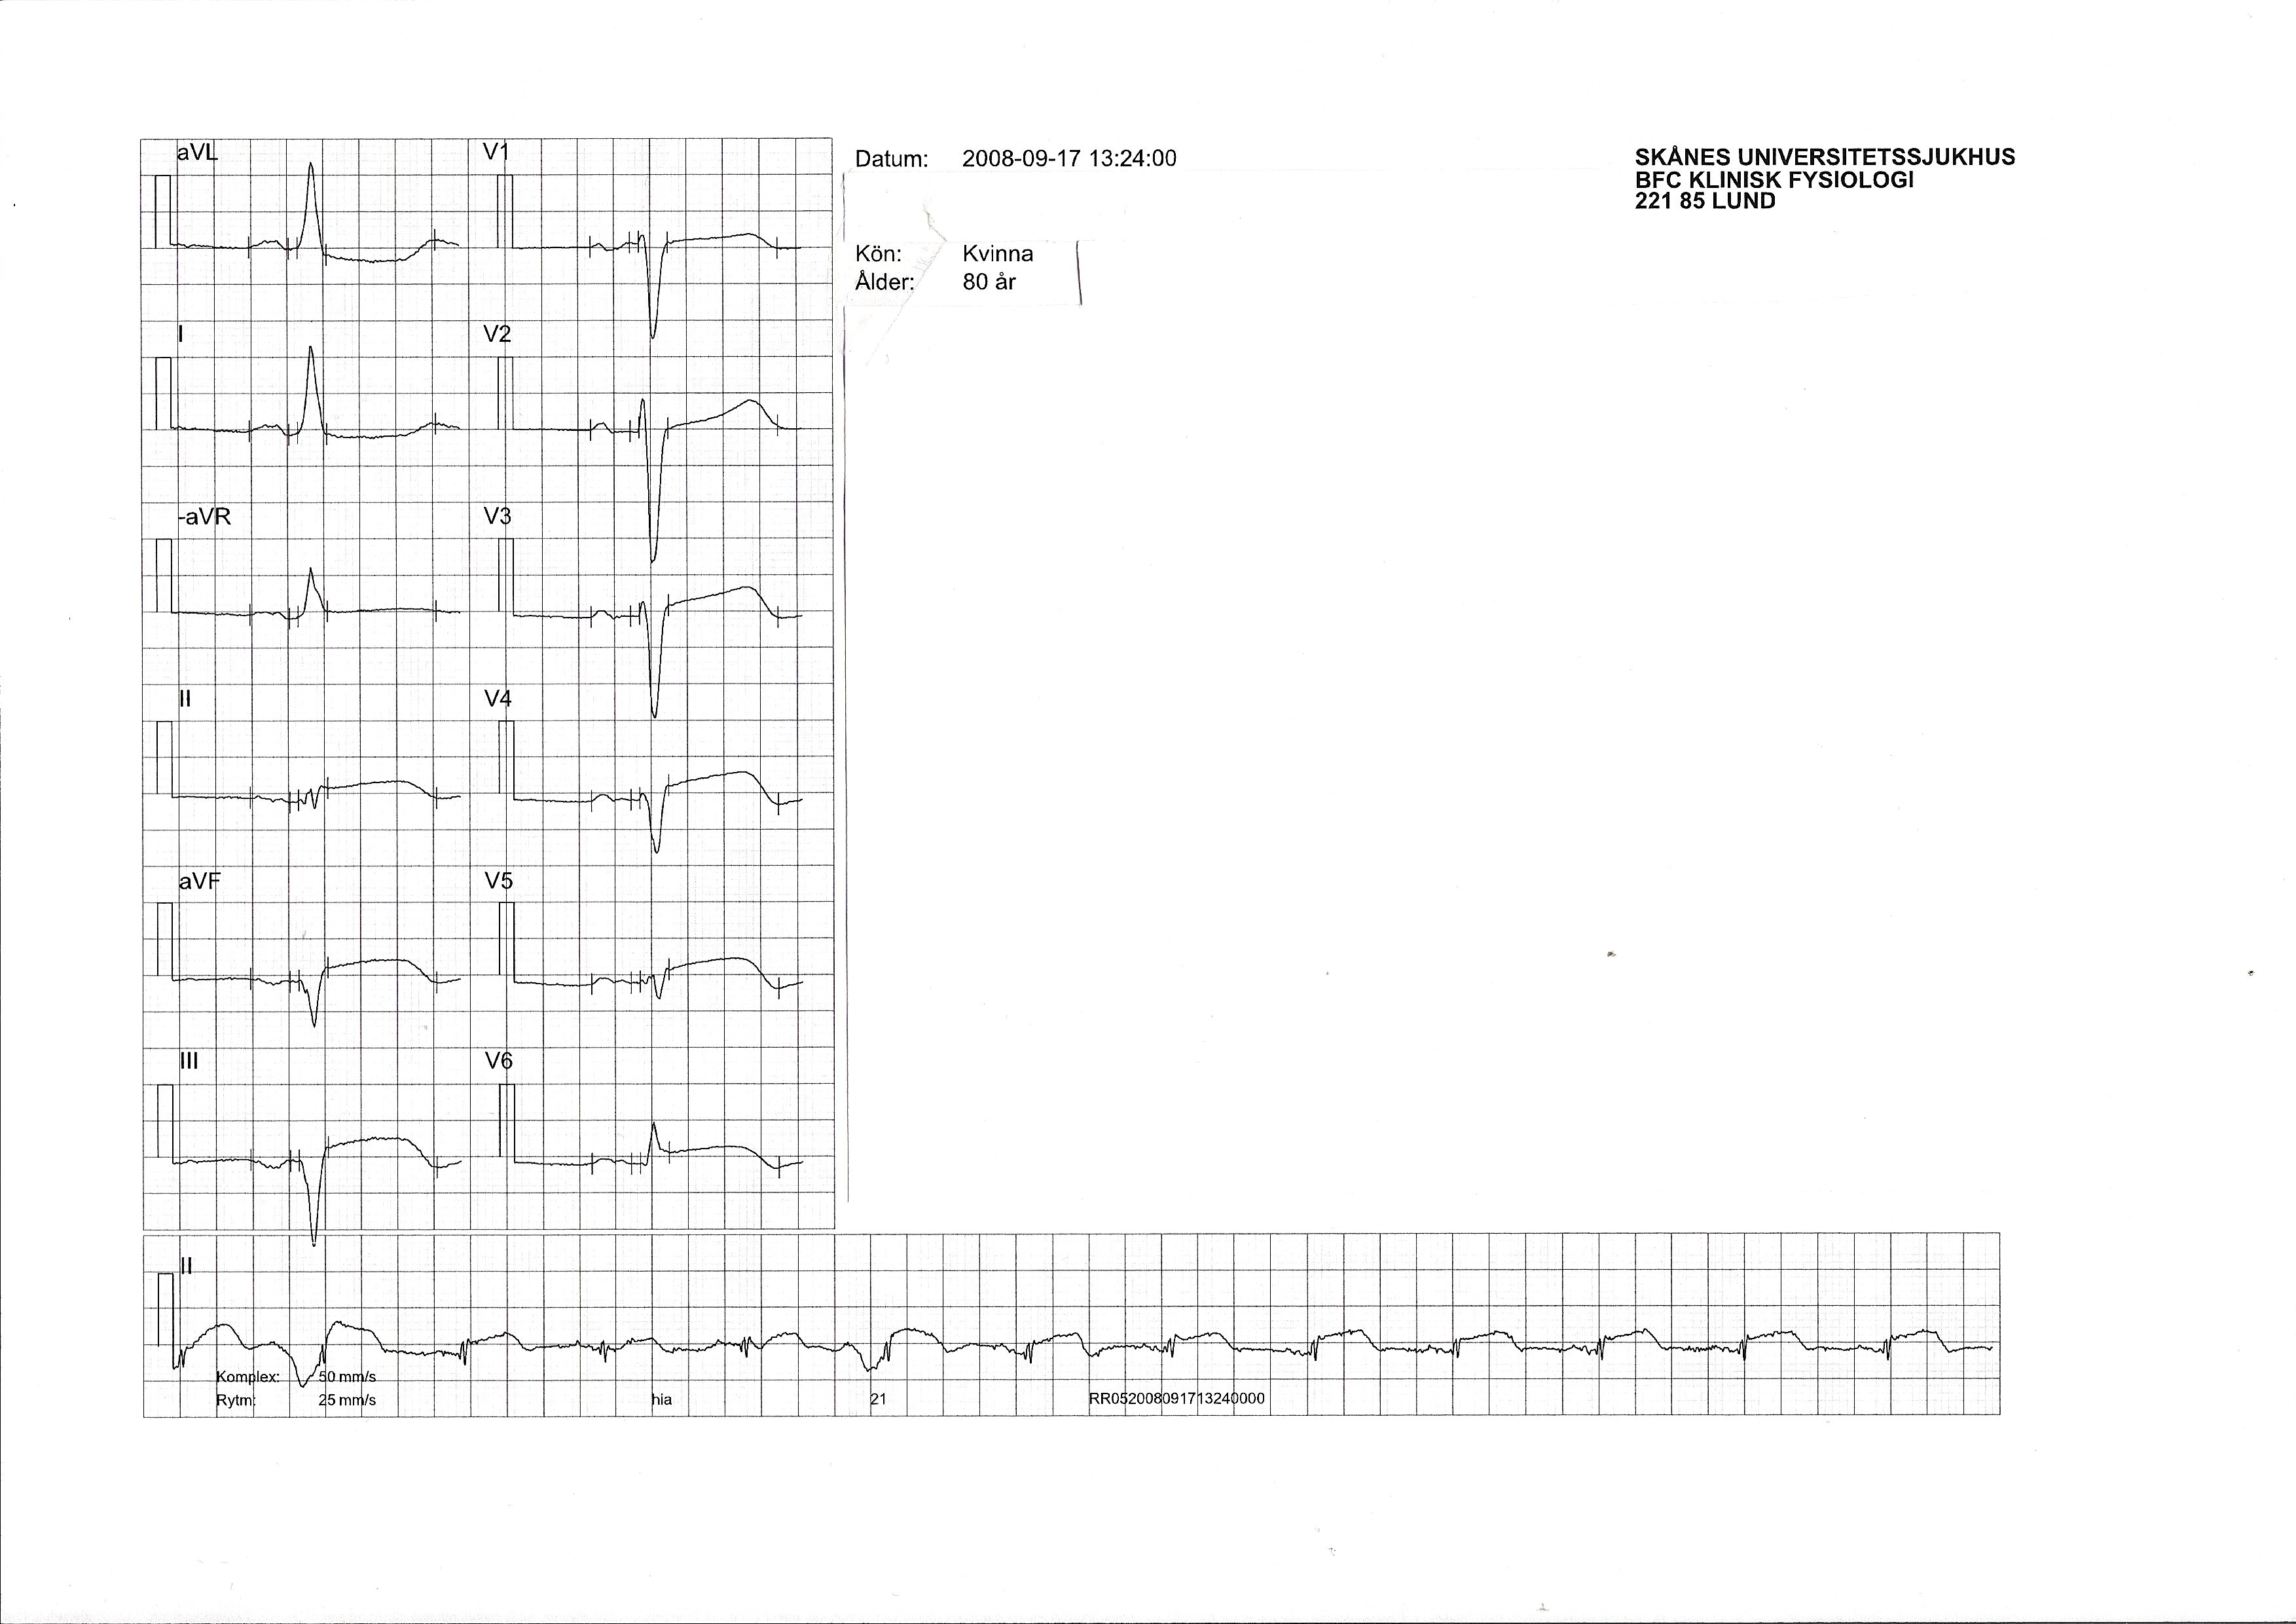 aVL V1
I V2
-aVR V3
II V4
aVF V5
III V6
II
Komplex: 50 mm/s
Rytm: 25 mm/s hia 21 RR052008091713240000
Datum: 2008-09-17 13:24:00
Kön: Kvinna
Ålder: 80 år
SKÅNES UNIVERSITETSSJUKHUS
BFC KLINISK FYSIOLOGI
221 85 LUND